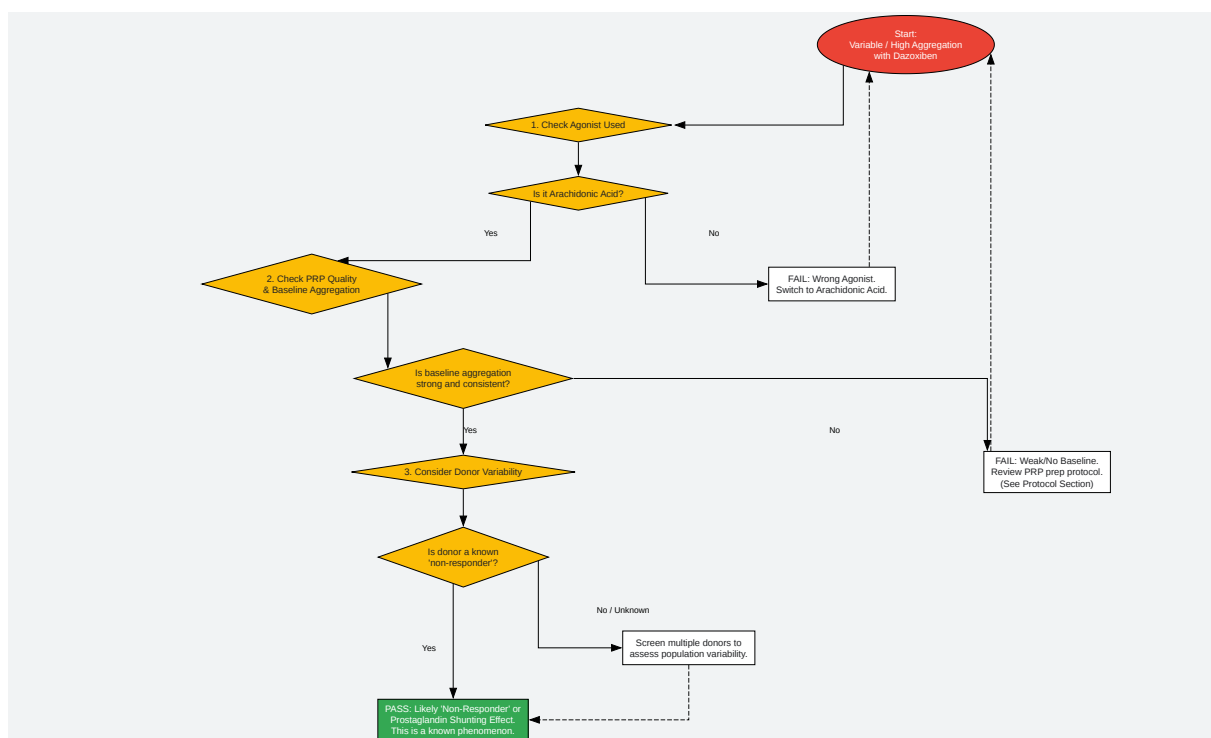 Start:
Variable / High Aggregation
with Dazoxiben
1. Check Agonist Used
Is it Arachidonic Acid?
Yes
No
2. Check PRP Quality
& Baseline Aggregation
FAIL: Wrong Agonist.
Switch to Arachidonic Acid.
Is baseline aggregation
strong and consistent?
Yes
No
3. Consider Donor Variability
FAIL: Weak/No Baseline.
Review PRP prep protocol.
(See Protocol Section)
Is donor a known
'non-responder'?
No / Unknown
Yes
Screen multiple donors to
assess population variability.
PASS: Likely 'Non-Responder' or
Prostaglandin Shunting Effect.
This is a known phenomenon.